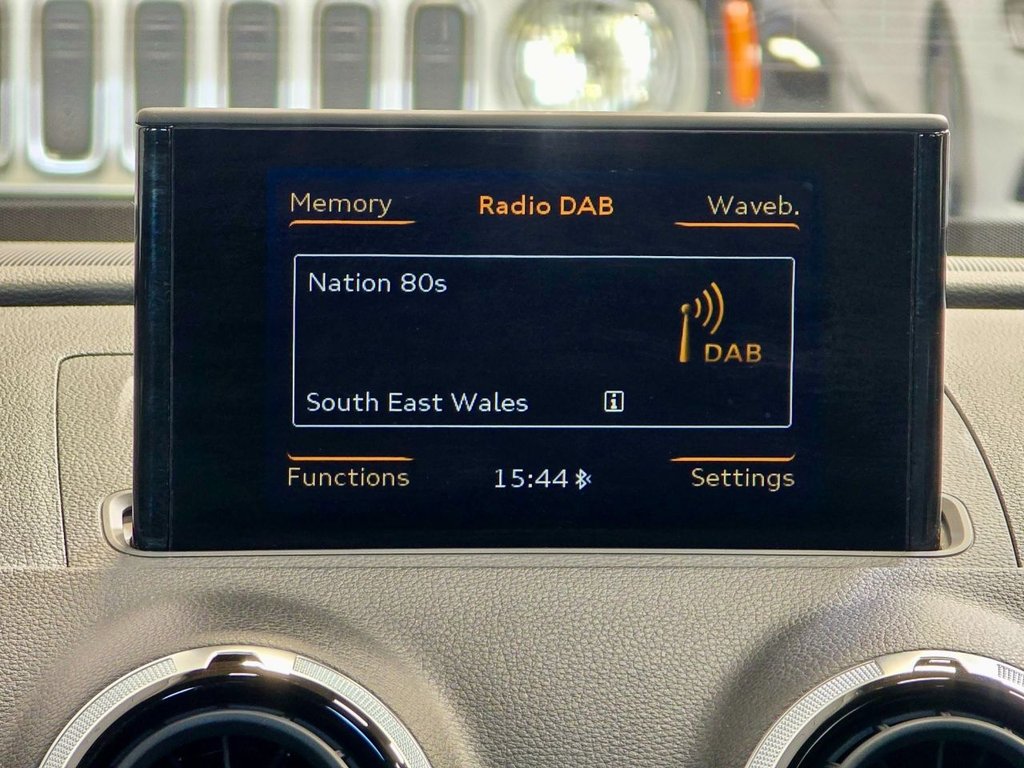 Memory Radio DAB Waveb.
Nation 80s
DAB
South East Wales i
Functions 15:44 Settings